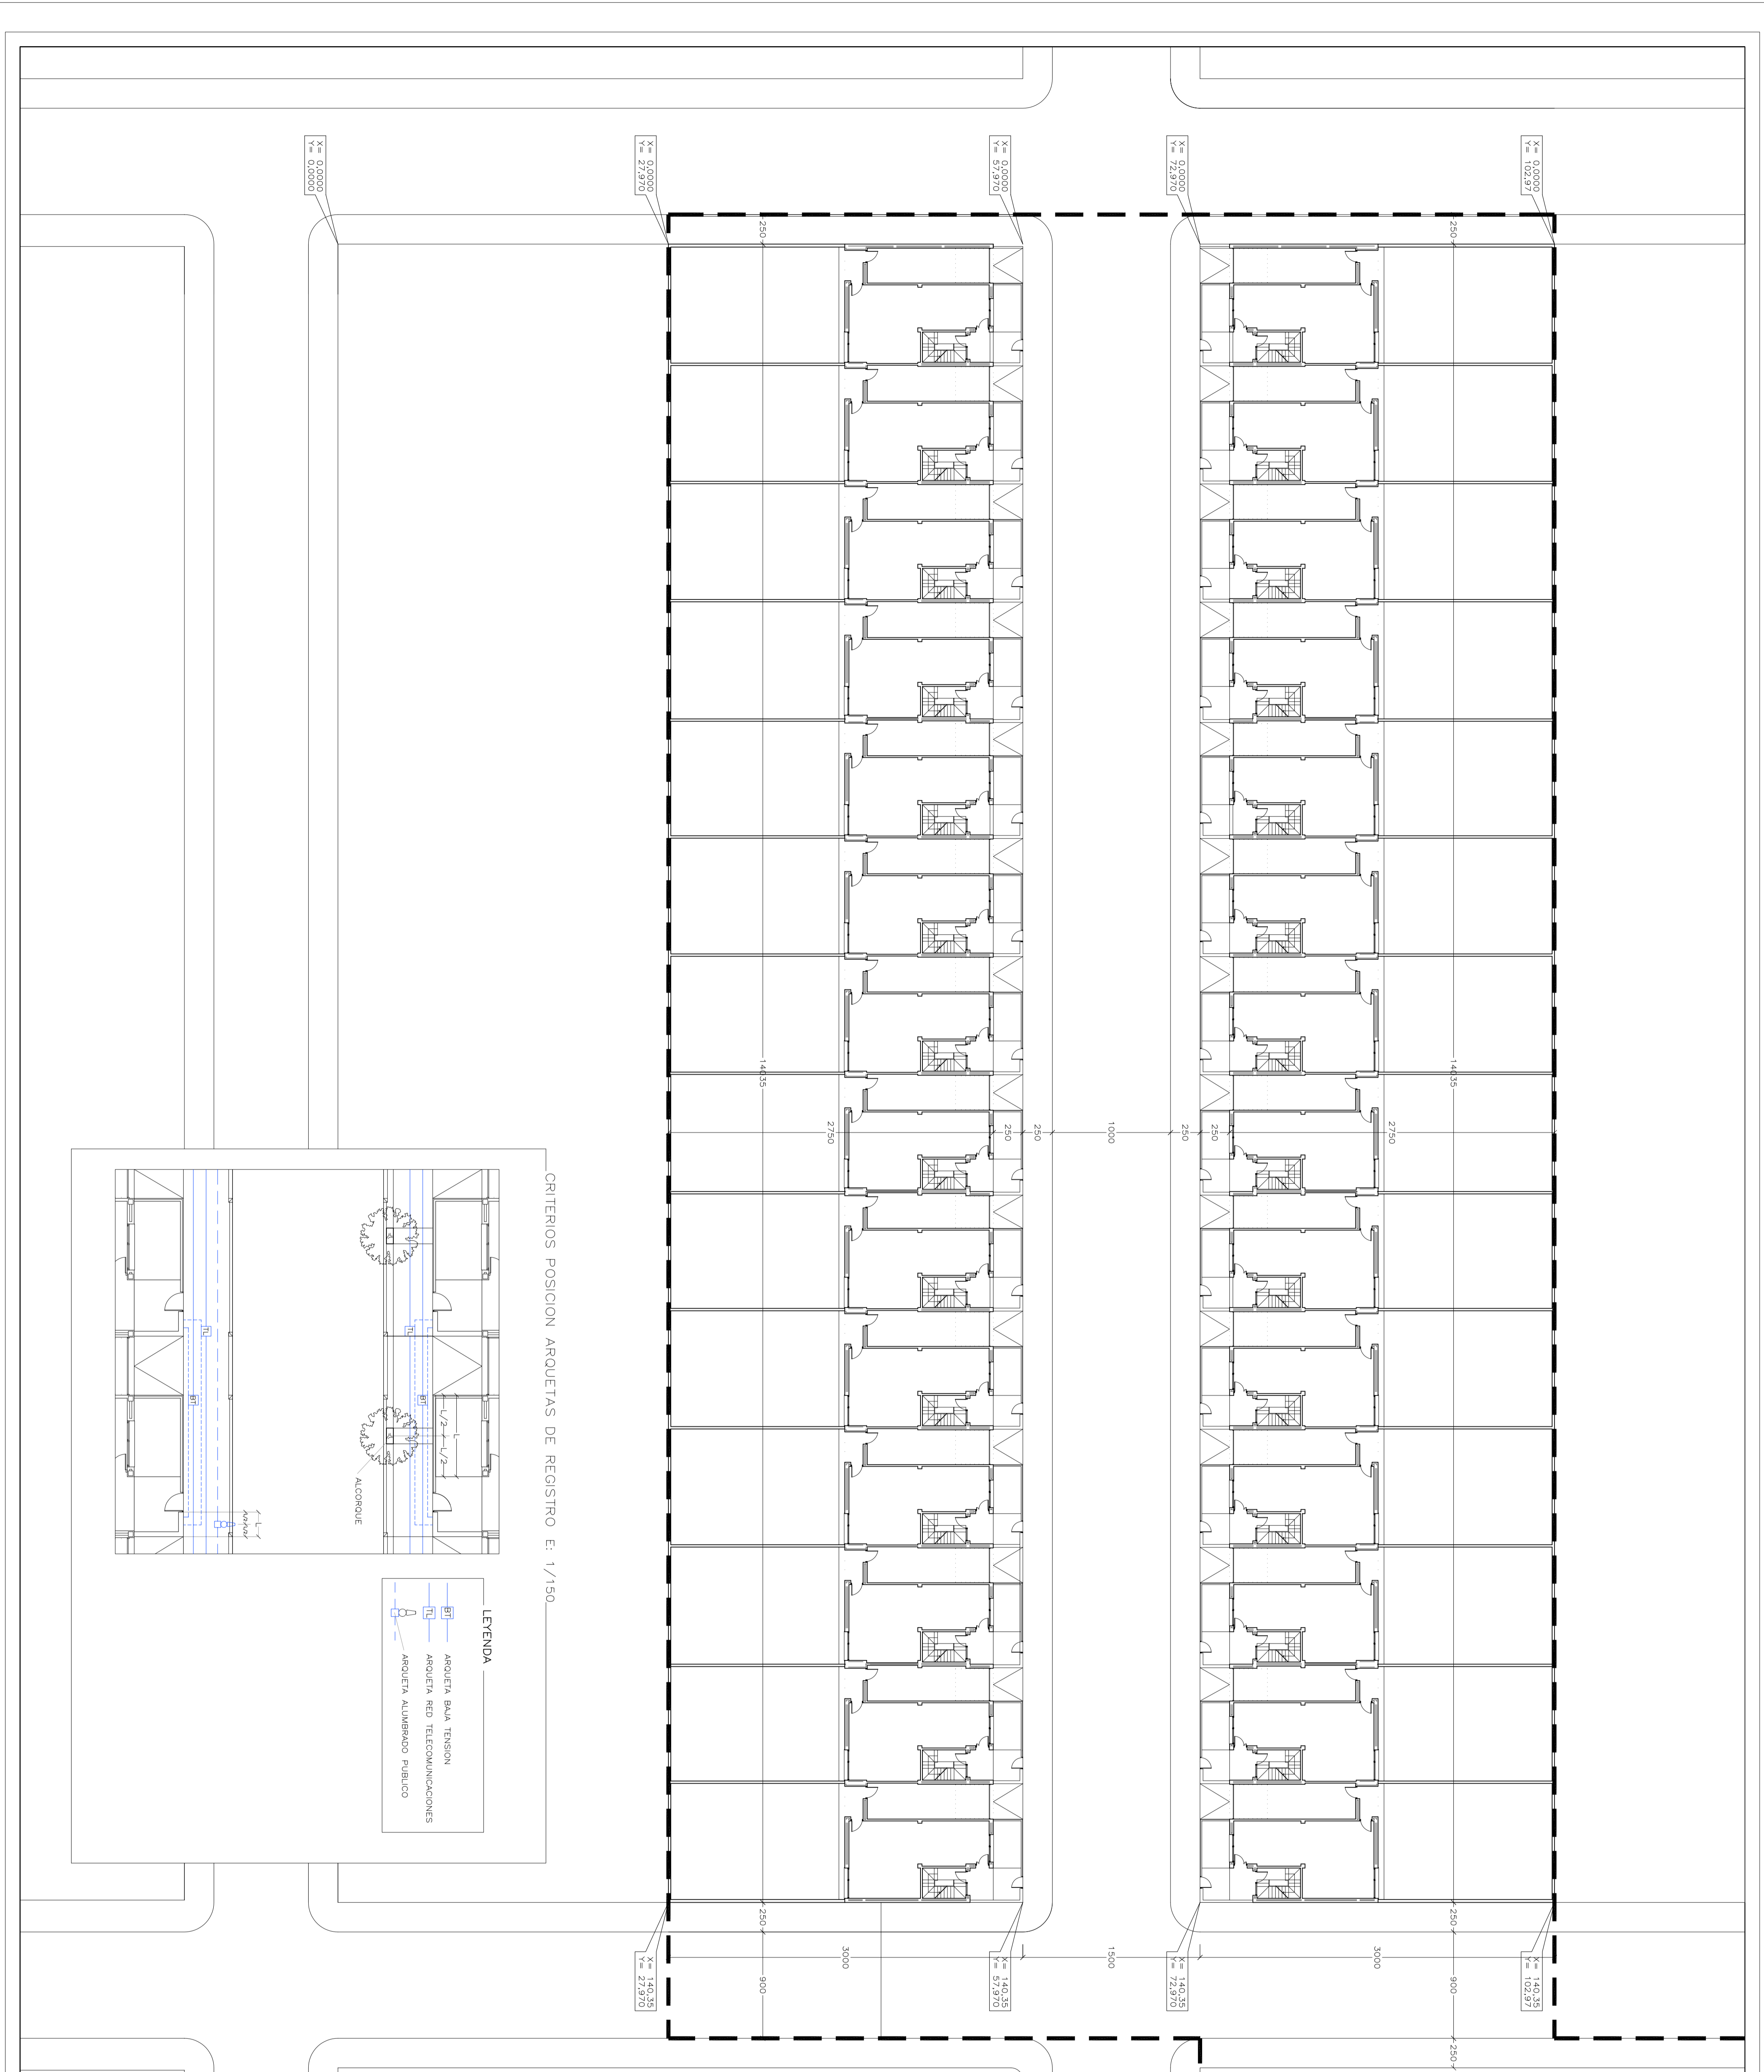 X= 0,0000
Y= 102,97
X= 0,0000
Y= 72,970
X= 0,0000
Y= 57,970
X= 0,0000
Y= 27,970
X= 0,0000
Y= 0,0000
250
250
14035
14035
2750
250
250
1000
250
250
2750
250
900
250
250
900
3000
1500
3000
X= 140,35
Y= 102,97
X= 140,35
Y= 72,970
X= 140,35
Y= 57,970
X= 140,35
Y= 27,970
CRITERIOS POSICION ARQUETAS DE REGISTRO E: 1/150
L
L/2
L/2
BT
TL
ALCORQUE
TL
BT
L
LEYENDA
BT ARQUETA BAJA TENSION
TL ARQUETA RED TELECOMUNICACIONES
ARQUETA ALUMBRADO PUBLICO